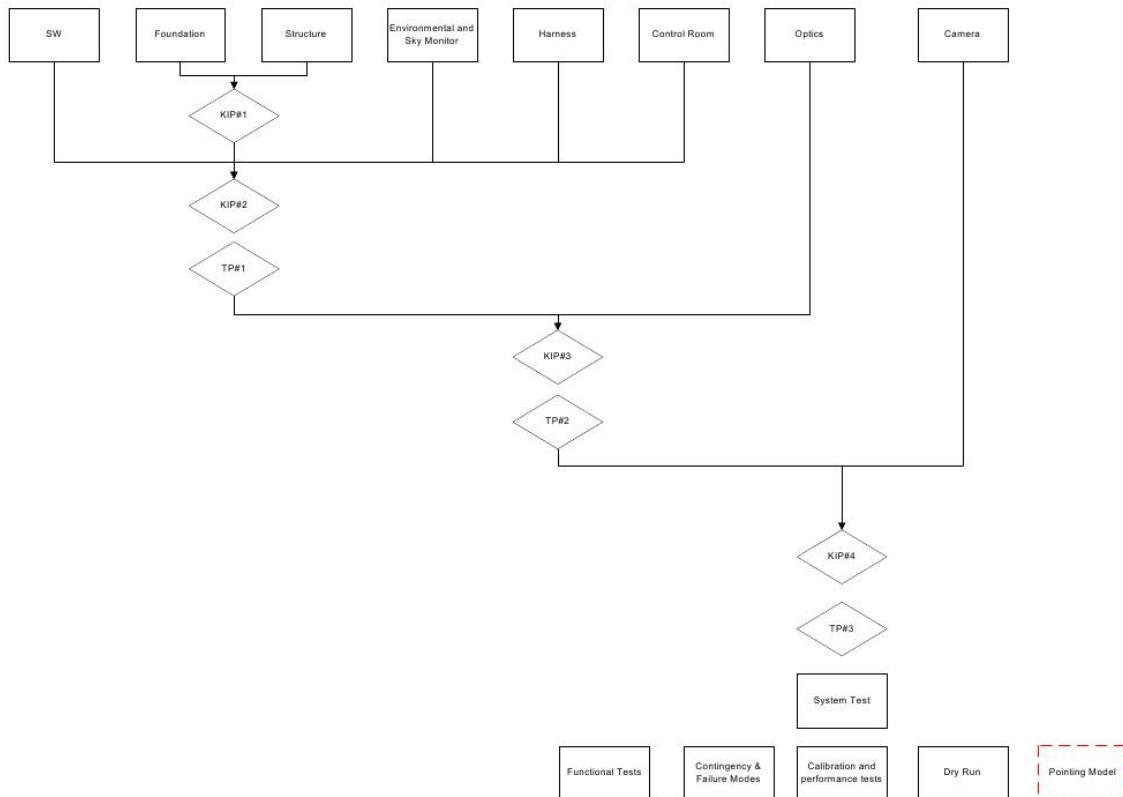 SW
Foundation
Structure
Environmental and
Sky Monitor
Harness
Control Room
Optics
Camera
KIP#1
KIP#2
TP#1
KIP#3
TP#2
KIP#4
TP#3
System Test
Functional Tests
Contingency &
Failure Modes
Calibration and
performance tests
Dry Run
Pointing Model